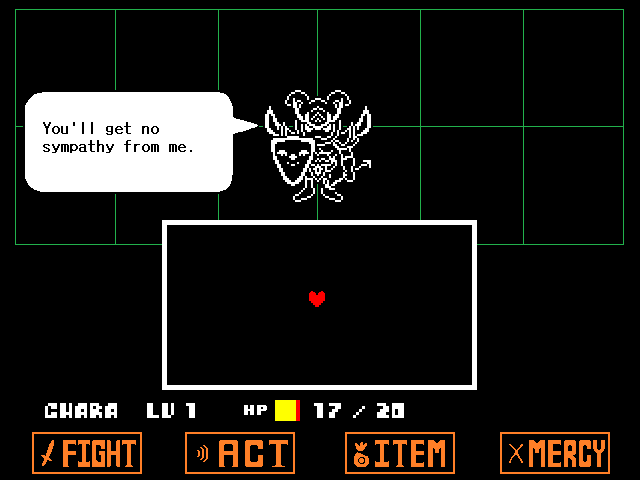 You'll get no
sympathy from me.
CHARA LV 1 HP 17 / 20
FIGHT ACT ITEM MERCY